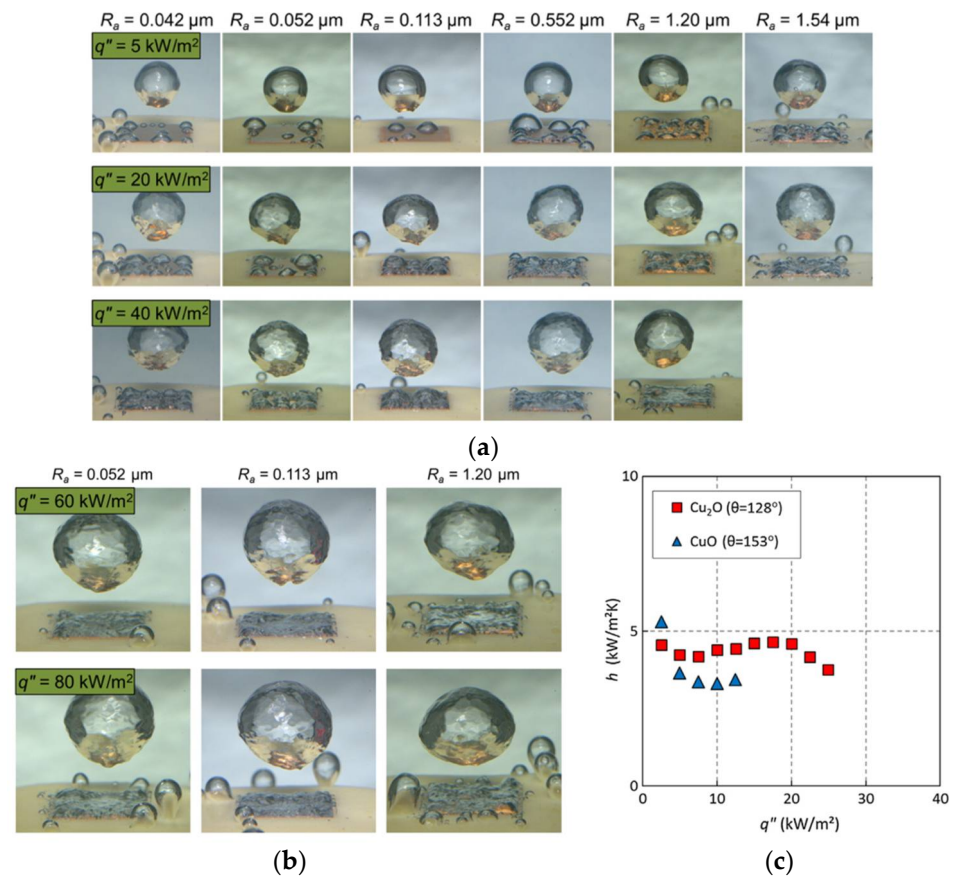 (a)
Rₐ = 0.042 μm Rₐ = 0.052 μm Rₐ = 0.113 μm Rₐ = 0.552 μm Rₐ = 1.20 μm Rₐ = 1.54 μm
q″ = 5 kW/m²
q″ = 20 kW/m²
q″ = 40 kW/m²
(a)
Rₐ = 0.052 μm Rₐ = 0.113 μm Rₐ = 1.20 μm
q″ = 60 kW/m²
q″ = 80 kW/m²
(b)
10
Cu₂O (θ=128°)
CuO (θ=153°)
5
h (kW/m²K)
0
0 10 20 30 40
q″ (kW/m²)
(c)